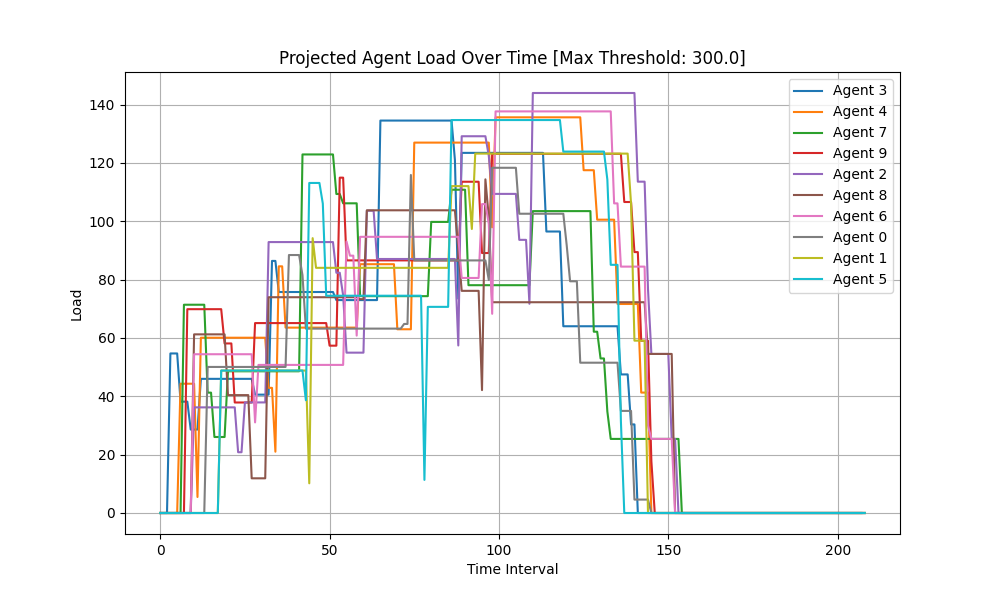 Projected Agent Load Over Time [Max Threshold: 300.0]
Load
140
120
100
80
60
40
20
0
0
50
100
150
200
Time Interval
Agent 3
Agent 4
Agent 7
Agent 9
Agent 2
Agent 8
Agent 6
Agent 0
Agent 1
Agent 5